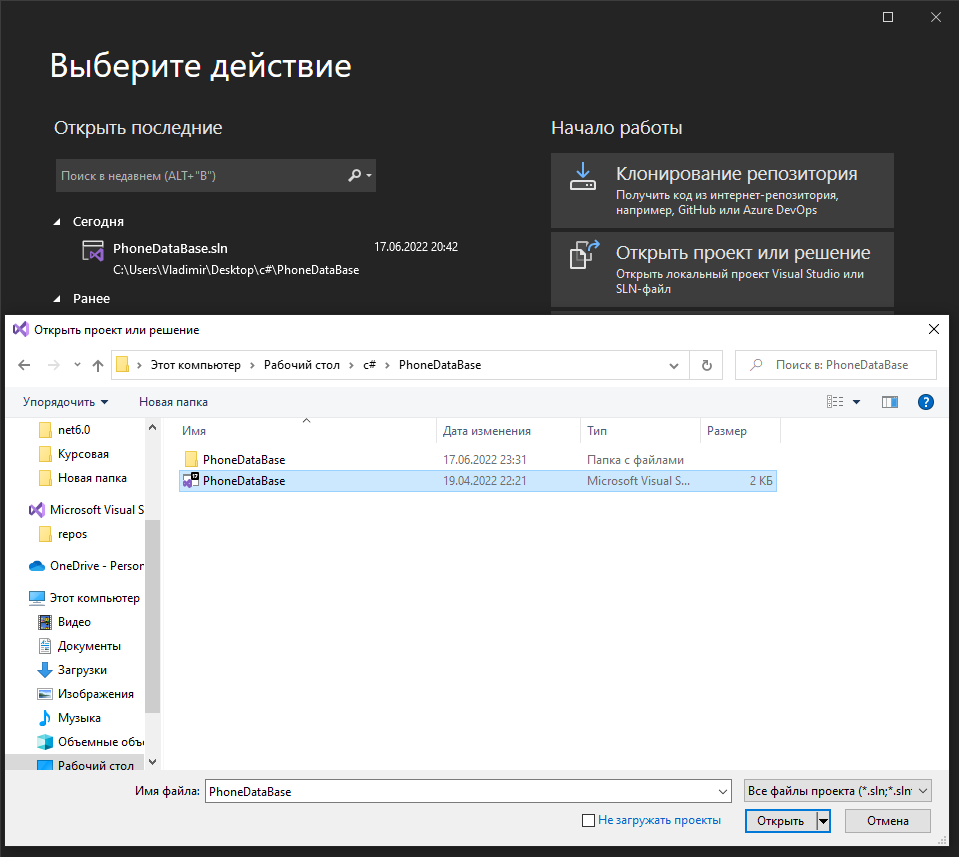 Выберите действие
Открыть последние
Поиск в недавнем (ALT+"В")
Сегодня
PhoneDataBase.sln
17.06.2022 20:42
C:\Users\Vladimir\Desktop\c#\PhoneDataBase
Ранее
Начало работы
Клонирование репозитория
Получить код из интернет-репозитория,
например, GitHub или Azure DevOps
Открыть проект или решение
Открыть локальный проект Visual Studio или
SLN-файл
Открыть проект или решение
Этот компьютер > Рабочий стол > c# > PhoneDataBase
Поиск в: PhoneDataBase
Упорядочить
Новая папка
net6.0
Курсовая
Новая папка
Microsoft Visual S
repos
OneDrive - Person
Этот компьютер
Видео
Документы
Загрузки
Изображения
Музыка
Объемные объ
Рабочий стол
Имя Дата изменения Тип Размер
PhoneDataBase 17.06.2022 23:31 Папка с файлами
PhoneDataBase 19.04.2022 22:21 Microsoft Visual S... 2 КБ
Имя файла: PhoneDataBase
Все файлы проекта (*.sln;*.sln
Не загружать проекты
Открыть
Отмена